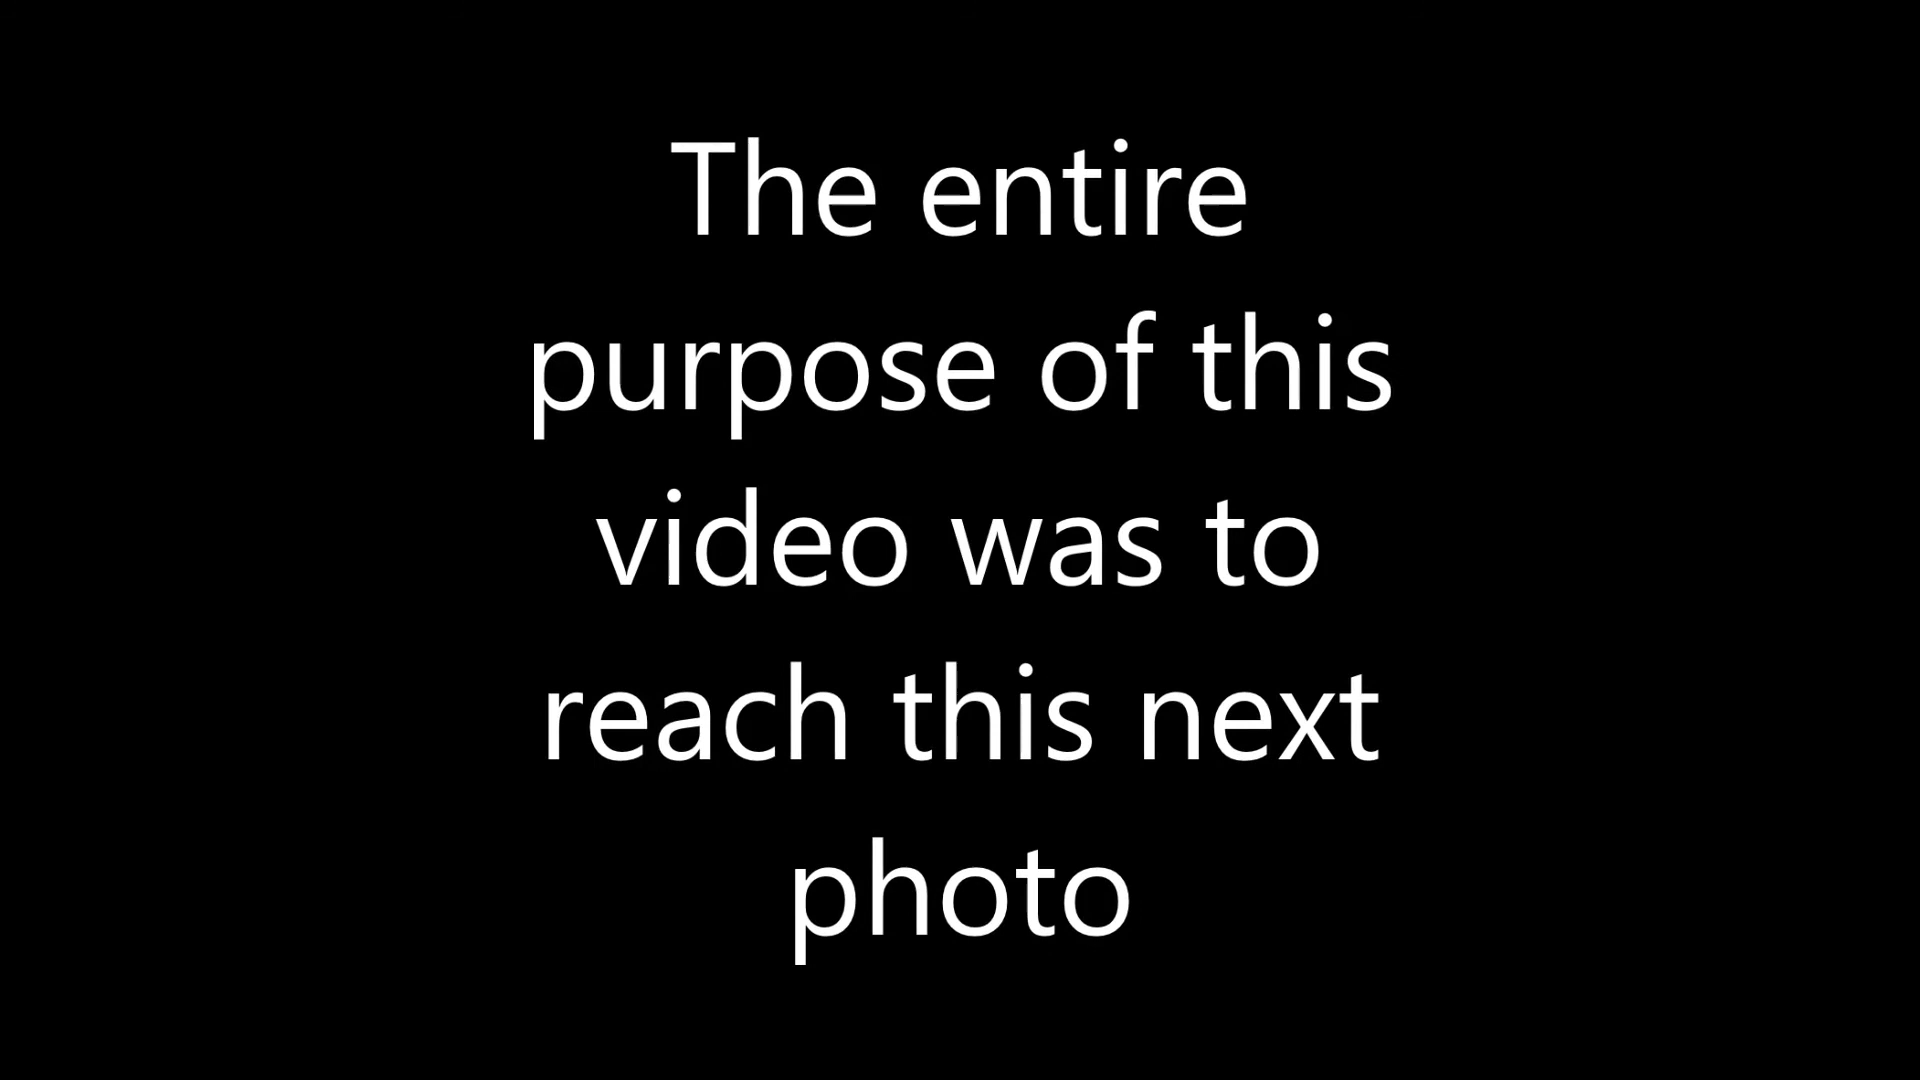 The entire
purpose of this
video was to
reach this next
photo